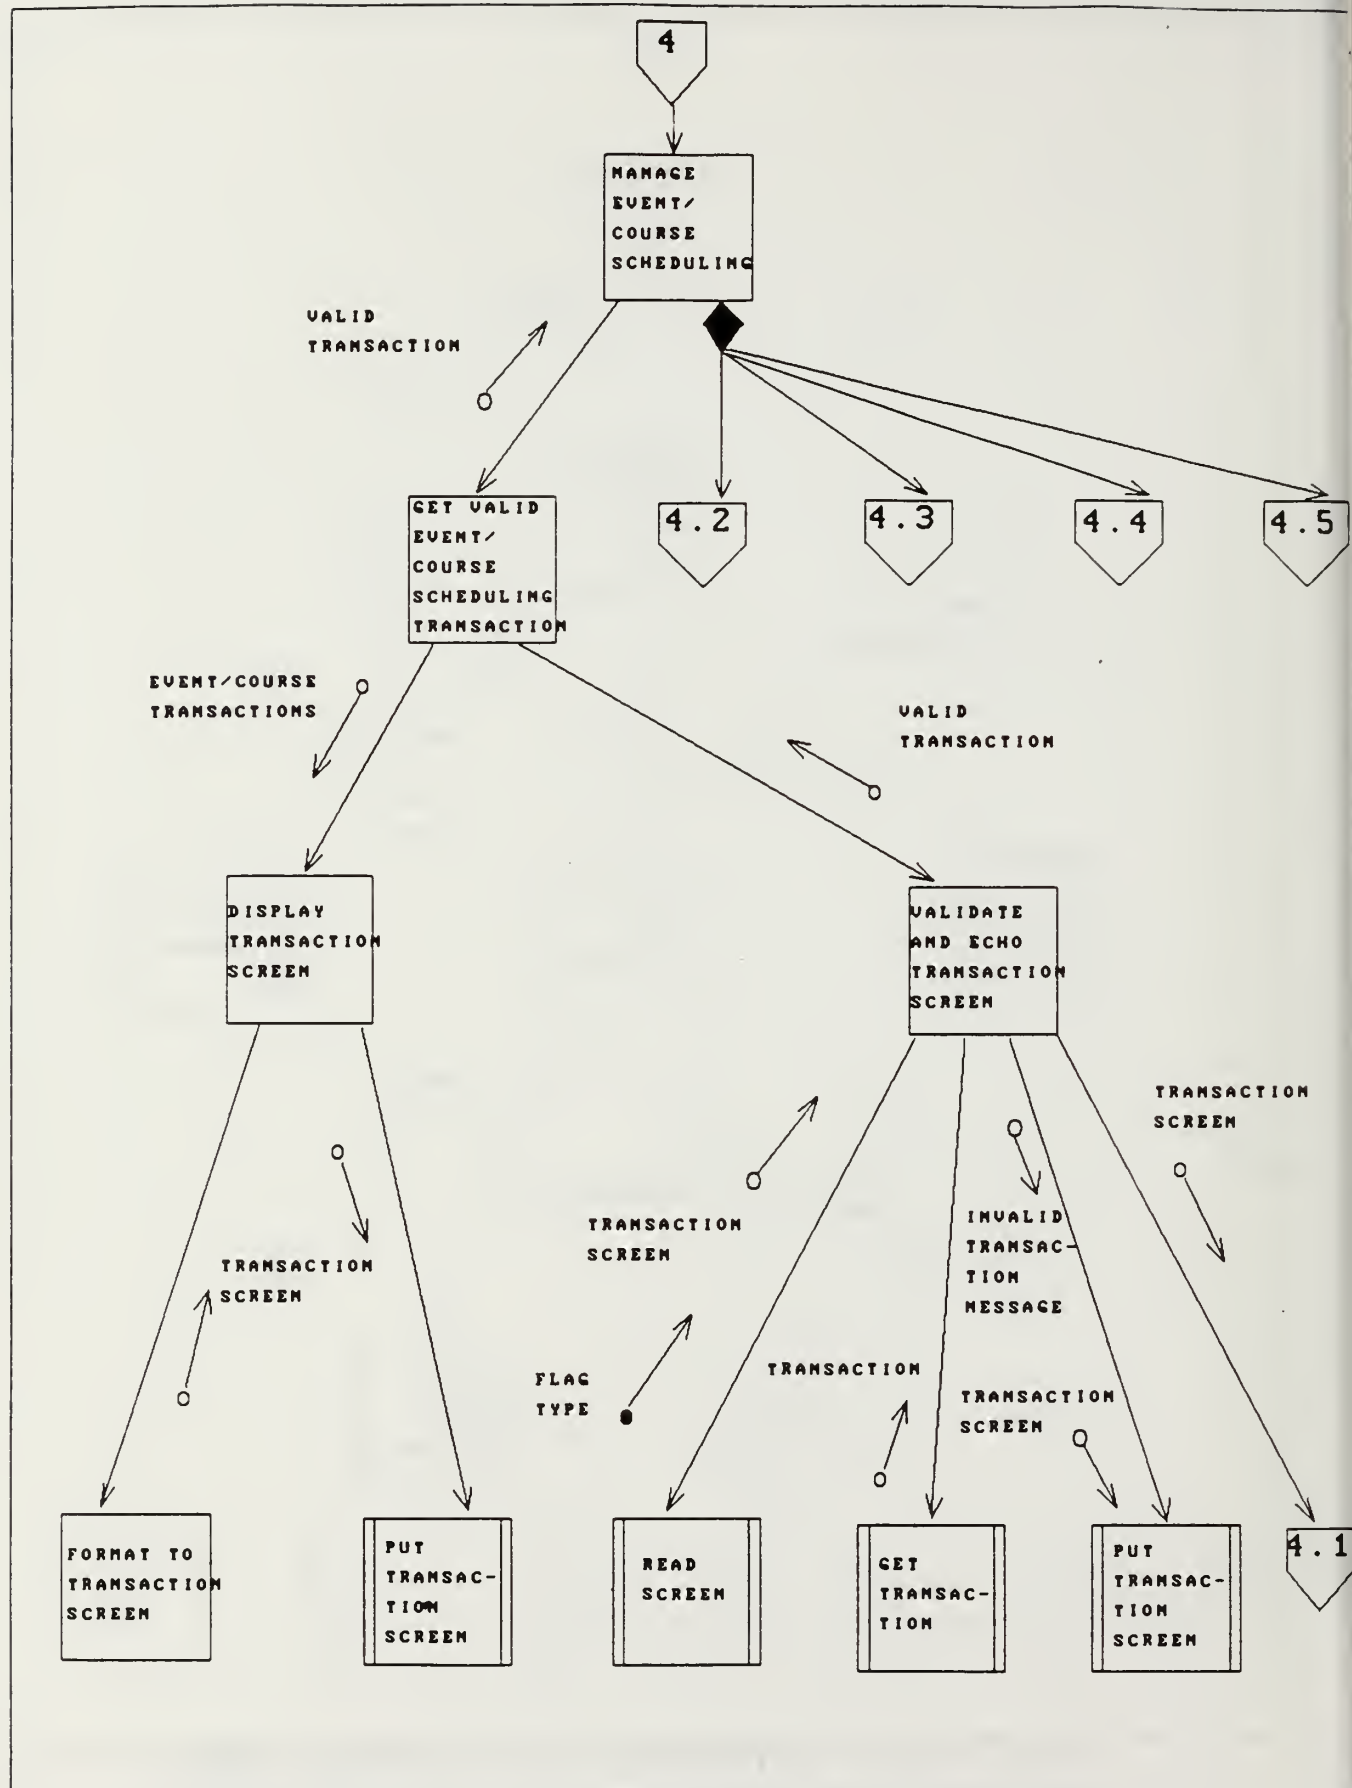 4
MANAGE
EVENT/
COURSE
SCHEDULING
VALID
TRANSACTION
GET VALID
EVENT/
COURSE
SCHEDULING
TRANSACTION
4.2
4.3
4.4
4.5
EVENT/COURSE
TRANSACTIONS
VALID
TRANSACTION
DISPLAY
TRANSACTION
SCREEN
VALIDATE
AND ECHO
TRANSACTION
SCREEN
TRANSACTION
SCREEN
TRANSACTION
SCREEN
TRANSACTION
SCREEN
INVALID
TRANSAC-
TION
MESSAGE
FLAG
TYPE
TRANSACTION
TRANSACTION
SCREEN
FORMAT TO
TRANSACTION
SCREEN
PUT
TRANSAC-
TION
SCREEN
READ
SCREEN
GET
TRANSAC-
TION
PUT
TRANSAC-
TION
SCREEN
4.1